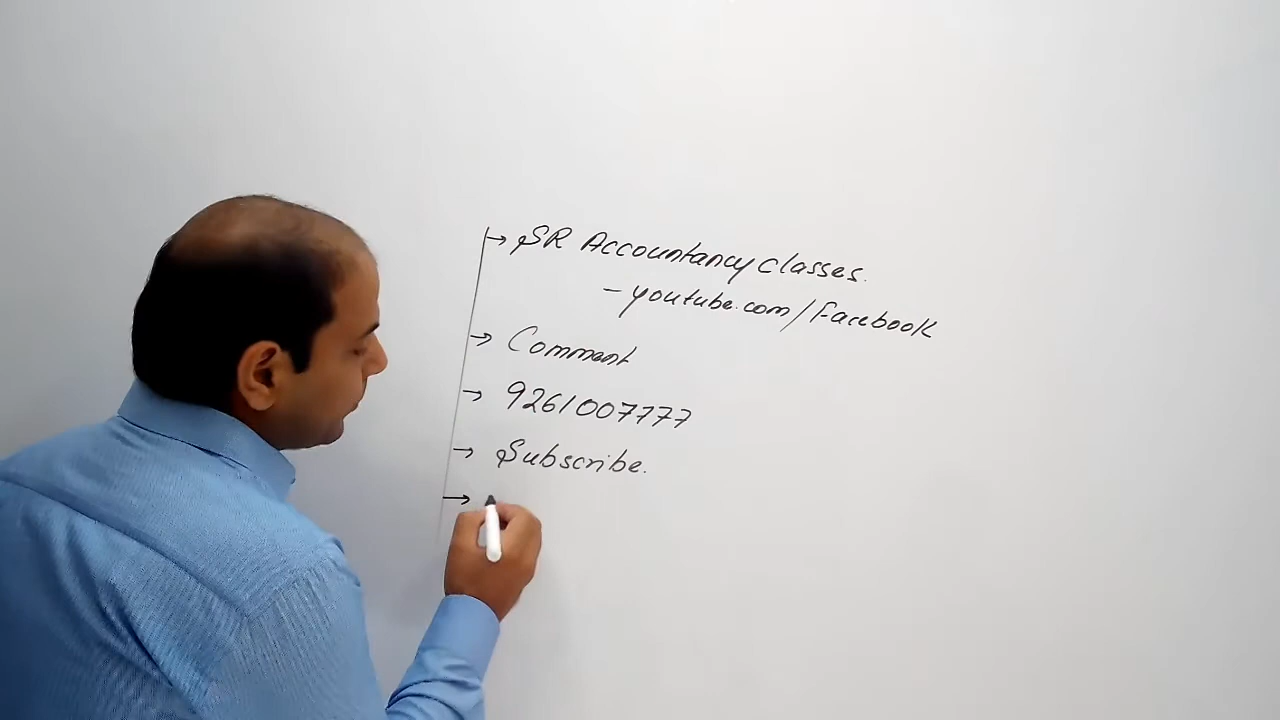 → SR Accountancy Classes.
- youtube.com/Facebook
→ Comment
→ 9261007777
→ Subscribe.
→